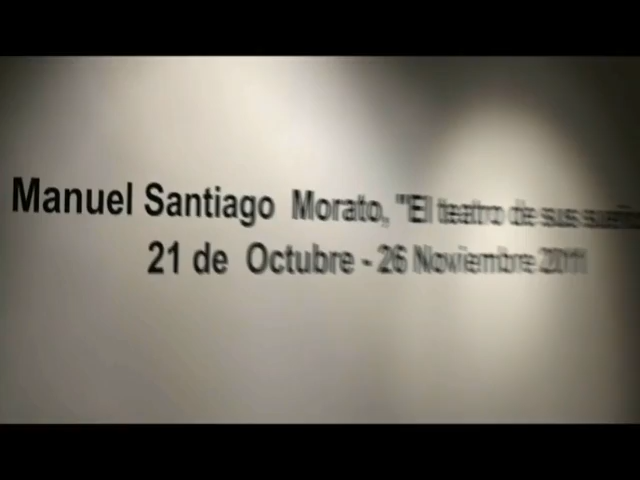 Manuel Santiago Morato, "El teatro de sus
21 de Octubre - 26 Noviembre 2011